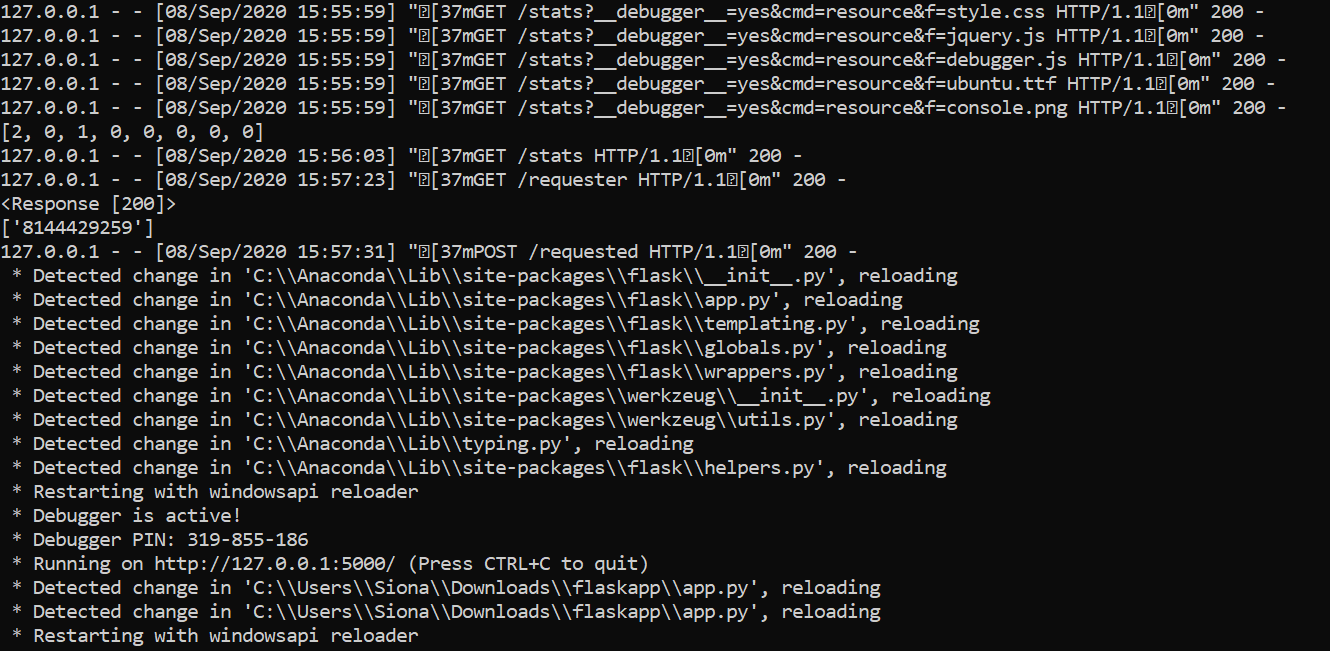 127.0.0.1 - - [08/Sep/2020 15:55:59] "�[37mGET /stats?__debugger__=yes&cmd=resource&f=style.css HTTP/1.1�[0m" 200 -
127.0.0.1 - - [08/Sep/2020 15:55:59] "�[37mGET /stats?__debugger__=yes&cmd=resource&f=jquery.js HTTP/1.1�[0m" 200 -
127.0.0.1 - - [08/Sep/2020 15:55:59] "�[37mGET /stats?__debugger__=yes&cmd=resource&f=debugger.js HTTP/1.1�[0m" 200 -
127.0.0.1 - - [08/Sep/2020 15:55:59] "�[37mGET /stats?__debugger__=yes&cmd=resource&f=ubuntu.ttf HTTP/1.1�[0m" 200 -
127.0.0.1 - - [08/Sep/2020 15:55:59] "�[37mGET /stats?__debugger__=yes&cmd=resource&f=console.png HTTP/1.1�[0m" 200 -
[2, 0, 1, 0, 0, 0, 0, 0]
127.0.0.1 - - [08/Sep/2020 15:56:03] "�[37mGET /stats HTTP/1.1�[0m" 200 -
127.0.0.1 - - [08/Sep/2020 15:57:23] "�[37mGET /requester HTTP/1.1�[0m" 200 -
<Response [200]>
['8144429259']
127.0.0.1 - - [08/Sep/2020 15:57:31] "�[37mPOST /requested HTTP/1.1�[0m" 200 -
 * Detected change in 'C:\\Anaconda\\Lib\\site-packages\\flask\\__init__.py', reloading
 * Detected change in 'C:\\Anaconda\\Lib\\site-packages\\flask\\app.py', reloading
 * Detected change in 'C:\\Anaconda\\Lib\\site-packages\\flask\\templating.py', reloading
 * Detected change in 'C:\\Anaconda\\Lib\\site-packages\\flask\\globals.py', reloading
 * Detected change in 'C:\\Anaconda\\Lib\\site-packages\\flask\\wrappers.py', reloading
 * Detected change in 'C:\\Anaconda\\Lib\\site-packages\\werkzeug\\__init__.py', reloading
 * Detected change in 'C:\\Anaconda\\Lib\\site-packages\\werkzeug\\utils.py', reloading
 * Detected change in 'C:\\Anaconda\\Lib\\typing.py', reloading
 * Detected change in 'C:\\Anaconda\\Lib\\site-packages\\flask\\helpers.py', reloading
 * Restarting with windowsapi reloader
 * Debugger is active!
 * Debugger PIN: 319-855-186
 * Running on http://127.0.0.1:5000/ (Press CTRL+C to quit)
 * Detected change in 'C:\\Users\\Siona\\Downloads\\flaskapp\\app.py', reloading
 * Detected change in 'C:\\Users\\Siona\\Downloads\\flaskapp\\app.py', reloading
 * Restarting with windowsapi reloader